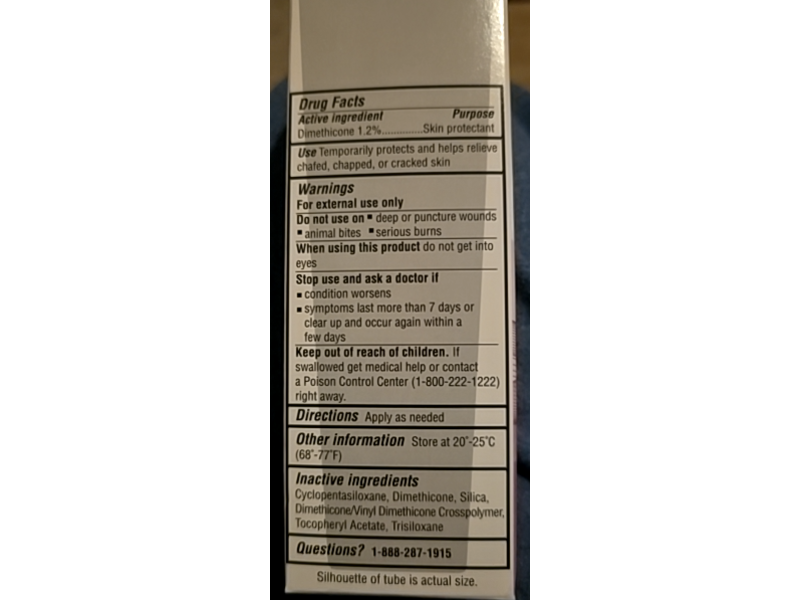 Drug Facts
Active ingredient Purpose
Dimethicone 1.2%.............Skin protectant
Use Temporarily protects and helps relieve
chafed, chapped, or cracked skin
Warnings
For external use only
Do not use on ▪ deep or puncture wounds
▪ animal bites ▪ serious burns
When using this product do not get into
eyes
Stop use and ask a doctor if
▪ condition worsens
▪ symptoms last more than 7 days or
clear up and occur again within a
few days
Keep out of reach of children. If
swallowed get medical help or contact
a Poison Control Center (1-800-222-1222)
right away.
Directions Apply as needed
Other information Store at 20°-25°C
(68°-77°F)
Inactive ingredients
Cyclopentasiloxane, Dimethicone, Silica,
Dimethicone/Vinyl Dimethicone Crosspolymer,
Tocopheryl Acetate, Trisiloxane
Questions? 1-888-287-1915
Silhouette of tube is actual size.